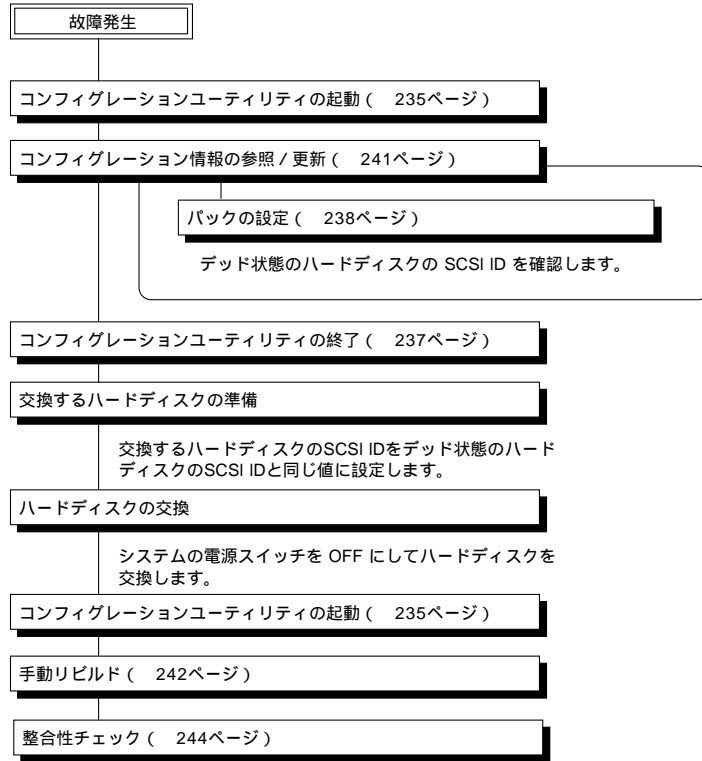 故障発生
コンフィグレーションユーティリティの起動(　235ページ)
コンフィグレーション情報の参照/更新(　241ページ)
パックの設定(　238ページ)
デッド状態のハードディスクの SCSI ID を確認します。
コンフィグレーションユーティリティの終了(　237ページ)
交換するハードディスクの準備
交換するハードディスクのSCSI IDをデッド状態のハード
ディスクのSCSI IDと同じ値に設定します。
ハードディスクの交換
システムの電源スイッチを OFF にしてハードディスクを
交換します。
コンフィグレーションユーティリティの起動(　235ページ)
手動リビルド(　242ページ)
整合性チェック(　244ページ)